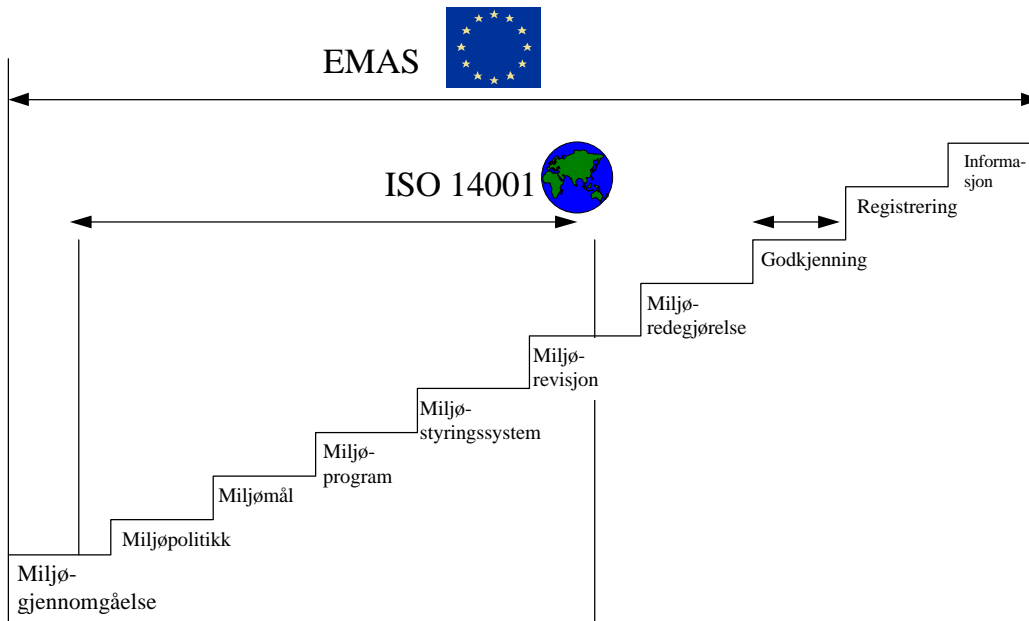 EMAS
ISO 14001
Informa-
sjon
Registrering
Godkjenning
Miljø-
redegjørelse
Miljø-
revisjon
Miljø-
styringssystem
Miljø-
program
Miljømål
Miljøpolitikk
Miljø-
gjennomgåelse